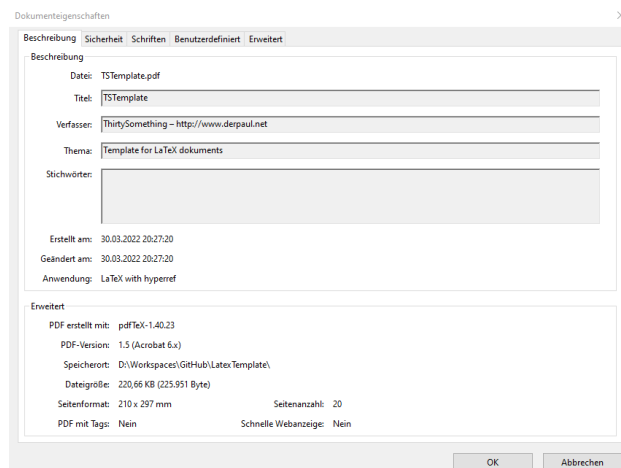 Dokumenteigenschaften
Beschreibung Sicherheit Schriften Benutzerdefiniert Erweitert
Beschreibung
Datei: TSTemplate.pdf
Titel: TSTemplate
Verfasser: ThirtySomething – http://www.derpaul.net
Thema: Template for LaTeX dokuments
Stichwörter:
Erstellt am: 30.03.2022 20:27:20
Geändert am: 30.03.2022 20:27:20
Anwendung: LaTeX with hyperref
Erweitert
PDF erstellt mit: pdfTeX-1.40.23
PDF-Version: 1.5 (Acrobat 6.x)
Speicherort: D:\Workspaces\GitHub\LatexTemplate\
Dateigröße: 220,66 KB (225.951 Byte)
Seitenformat: 210 x 297 mm Seitenanzahl: 20
PDF mit Tags: Nein Schnelle Webanzeige: Nein
OK Abbrechen